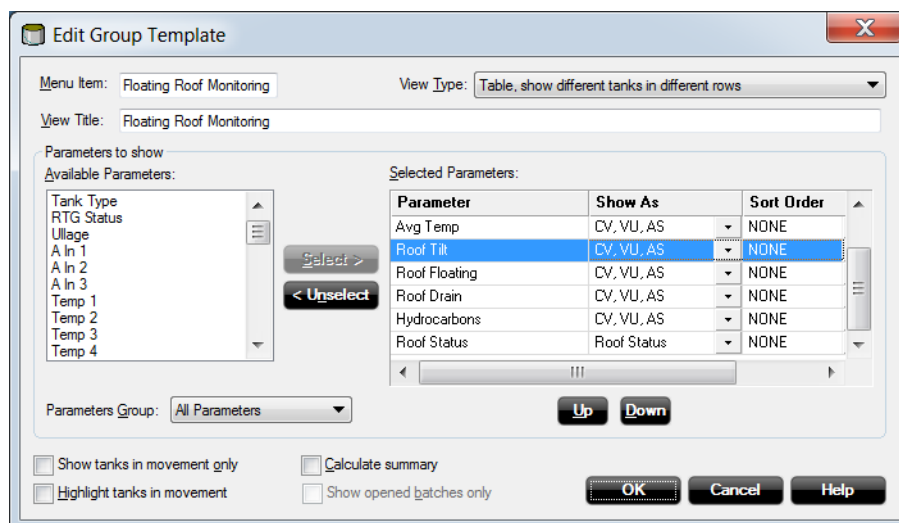 Edit Group Template
X
Menu Item: Floating Roof Monitoring View Type: Table, show different tanks in different rows
View Title: Floating Roof Monitoring
Parameters to show
Available Parameters:
Tank Type
RTG Status
Ullage
A In 1
A In 2
A In 3
Temp 1
Temp 2
Temp 3
Temp 4
Select >
< Unselect
Selected Parameters:
Parameter Show As Sort Order
Avg Temp CV, VU, AS NONE
Roof Tilt CV, VU, AS NONE
Roof Floating CV, VU, AS NONE
Roof Drain CV, VU, AS NONE
Hydrocarbons CV, VU, AS NONE
Roof Status Roof Status NONE
Parameters Group: All Parameters
Up Down
Show tanks in movement only Calculate summary
Highlight tanks in movement Show opened batches only
OK Cancel Help